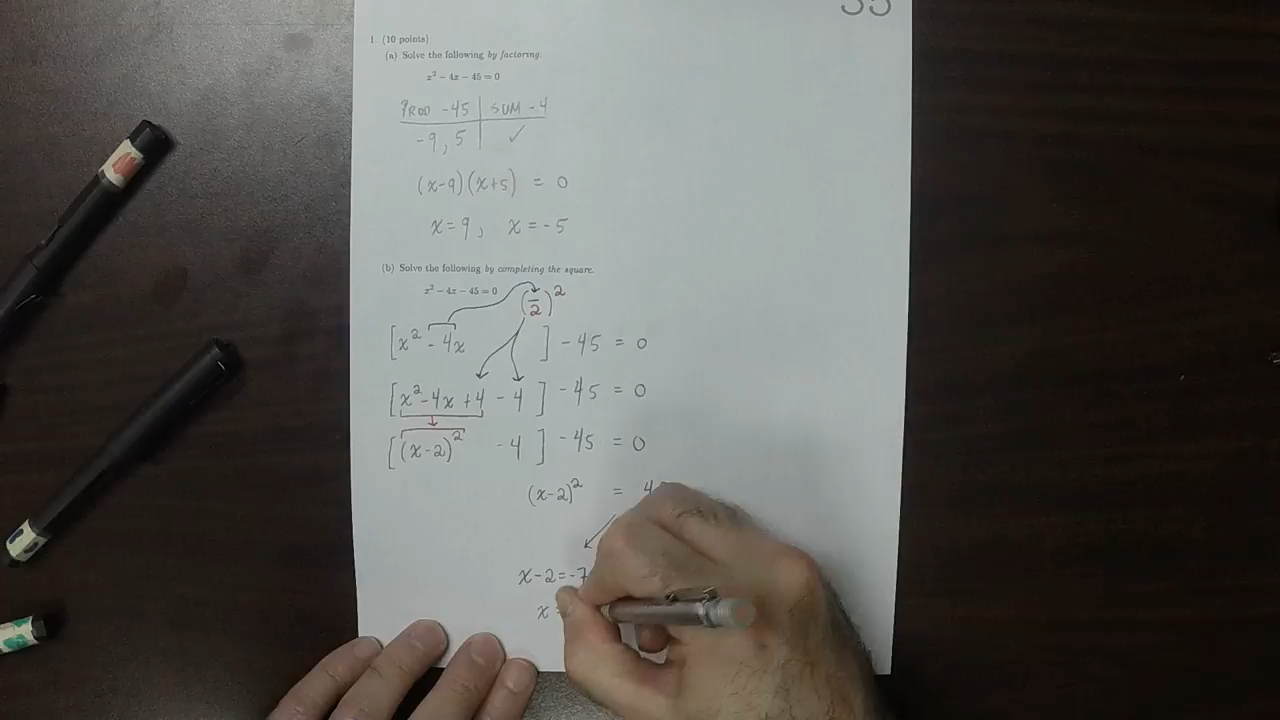 1. (10 points)
(a) Solve the following by factoring.
x² − 4x − 45 = 0
PROD -45 | SUM -4
-9, 5 | ✓
(x-9)(x+5) = 0
x = 9, x = -5
(b) Solve the following by completing the square.
x² − 4x − 45 = 0 (‾/2)²
[x² - 4x ] - 45 = 0
[x² - 4x + 4 - 4 ] - 45 = 0
[(x-2)² - 4 ] - 45 = 0
(x-2)² = 4
x - 2 = -7
x =